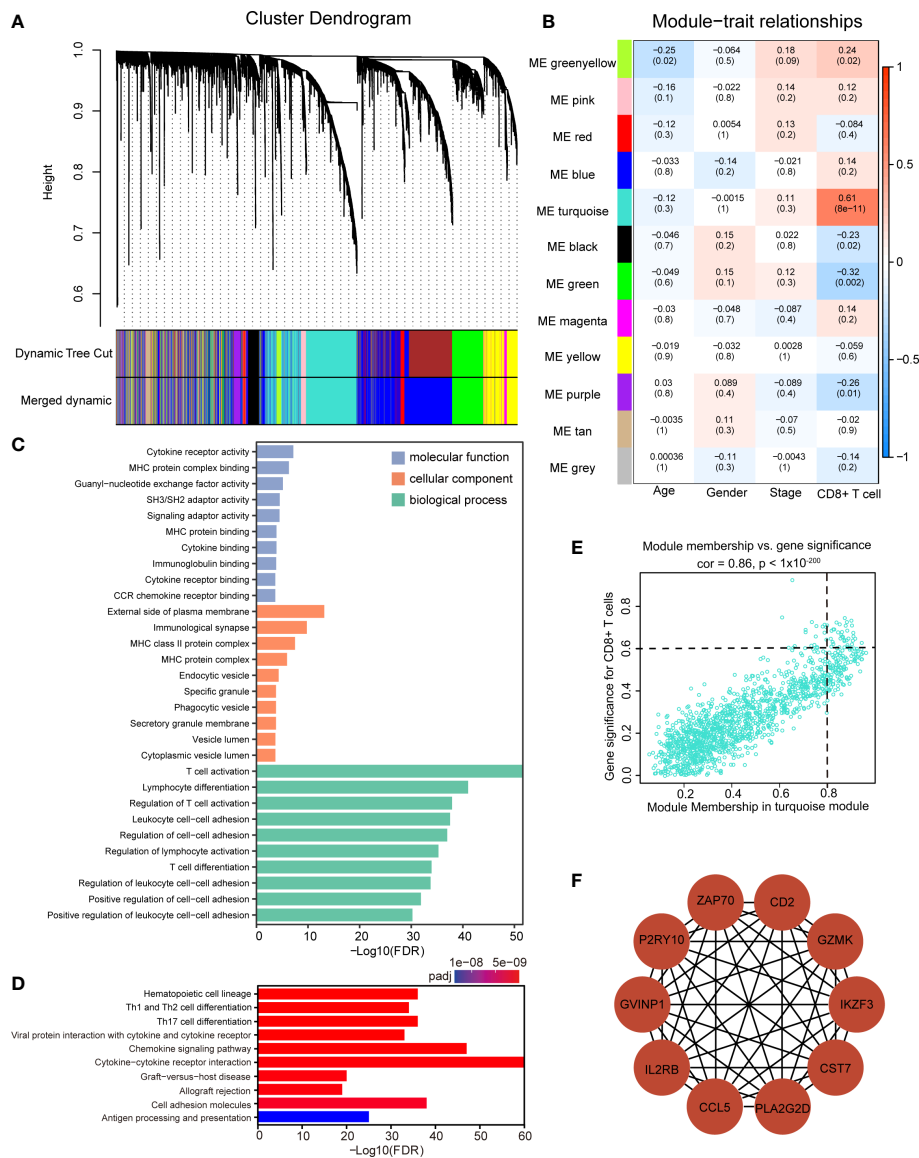 A
Cluster Dendrogram
Height
1.0
0.9
0.8
0.7
0.6
Dynamic Tree Cut
Merged dynamic
B
Module−trait relationships
ME greenyellow
−0.25 −0.064 0.18 0.24
(0.02) (0.5) (0.09) (0.02)
ME pink
−0.16 −0.022 0.14 0.12
(0.1) (0.8) (0.2) (0.2)
ME red
−0.12 0.0054 0.13 −0.084
(0.3) (1) (0.2) (0.4)
ME blue
−0.033 −0.14 −0.021 0.14
(0.8) (0.2) (0.8) (0.2)
ME turquoise
−0.12 −0.0015 0.11 0.61
(0.3) (1) (0.3) (8e−11)
ME black
−0.046 0.15 0.022 −0.23
(0.7) (0.2) (0.8) (0.02)
ME green
−0.049 0.15 0.12 −0.32
(0.6) (0.1) (0.3) (0.002)
ME magenta
−0.03 −0.048 −0.087 0.14
(0.8) (0.7) (0.4) (0.2)
ME yellow
−0.019 −0.032 0.0028 −0.059
(0.9) (0.8) (1) (0.6)
ME purple
0.03 0.089 −0.089 −0.26
(0.8) (0.4) (0.4) (0.01)
ME tan
−0.0035 0.11 −0.07 −0.02
(1) (0.3) (0.5) (0.9)
ME grey
0.00036 −0.11 −0.0043 −0.14
(1) (0.3) (1) (0.2)
Age Gender Stage CD8+ T cell
1
0.5
0
−0.5
−1
C
Cytokine receptor activity
MHC protein complex binding
Guanyl−nucleotide exchange factor activity
SH3/SH2 adaptor activity
Signaling adaptor activity
MHC protein binding
Cytokine binding
Immunoglobulin binding
Cytokine receptor binding
CCR chemokine receptor binding
External side of plasma membrane
Immunological synapse
MHC class II protein complex
MHC protein complex
Endocytic vesicle
Specific granule
Phagocytic vesicle
Secretory granule membrane
Vesicle lumen
Cytoplasmic vesicle lumen
T cell activation
Lymphocyte differentiation
Regulation of T cell activation
Leukocyte cell−cell adhesion
Regulation of cell−cell adhesion
Regulation of lymphocyte activation
T cell differentiation
Regulation of leukocyte cell−cell adhesion
Positive regulation of cell−cell adhesion
Positive regulation of leukocyte cell−cell adhesion
molecular function
cellular component
biological process
0 10 20 30 40 50
−Log10(FDR)
D
padj
1e−08 5e−09
Hematopoietic cell lineage
Th1 and Th2 cell differentiation
Th17 cell differentiation
Viral protein interaction with cytokine and cytokine receptor
Chemokine signaling pathway
Cytokine−cytokine receptor interaction
Graft−versus−host disease
Allograft rejection
Cell adhesion molecules
Antigen processing and presentation
0 10 20 30 40 50 60
−Log10(FDR)
E
Module membership vs. gene significance
cor = 0.86, p < 1x10-200
Gene significance for CD8+ T cells
0.8
0.6
0.4
0.2
0.0
0.2 0.4 0.6 0.8
Module Membership in turquoise module
F
ZAP70
CD2
P2RY10
GZMK
GVINP1
IKZF3
IL2RB
CST7
CCL5
PLA2G2D